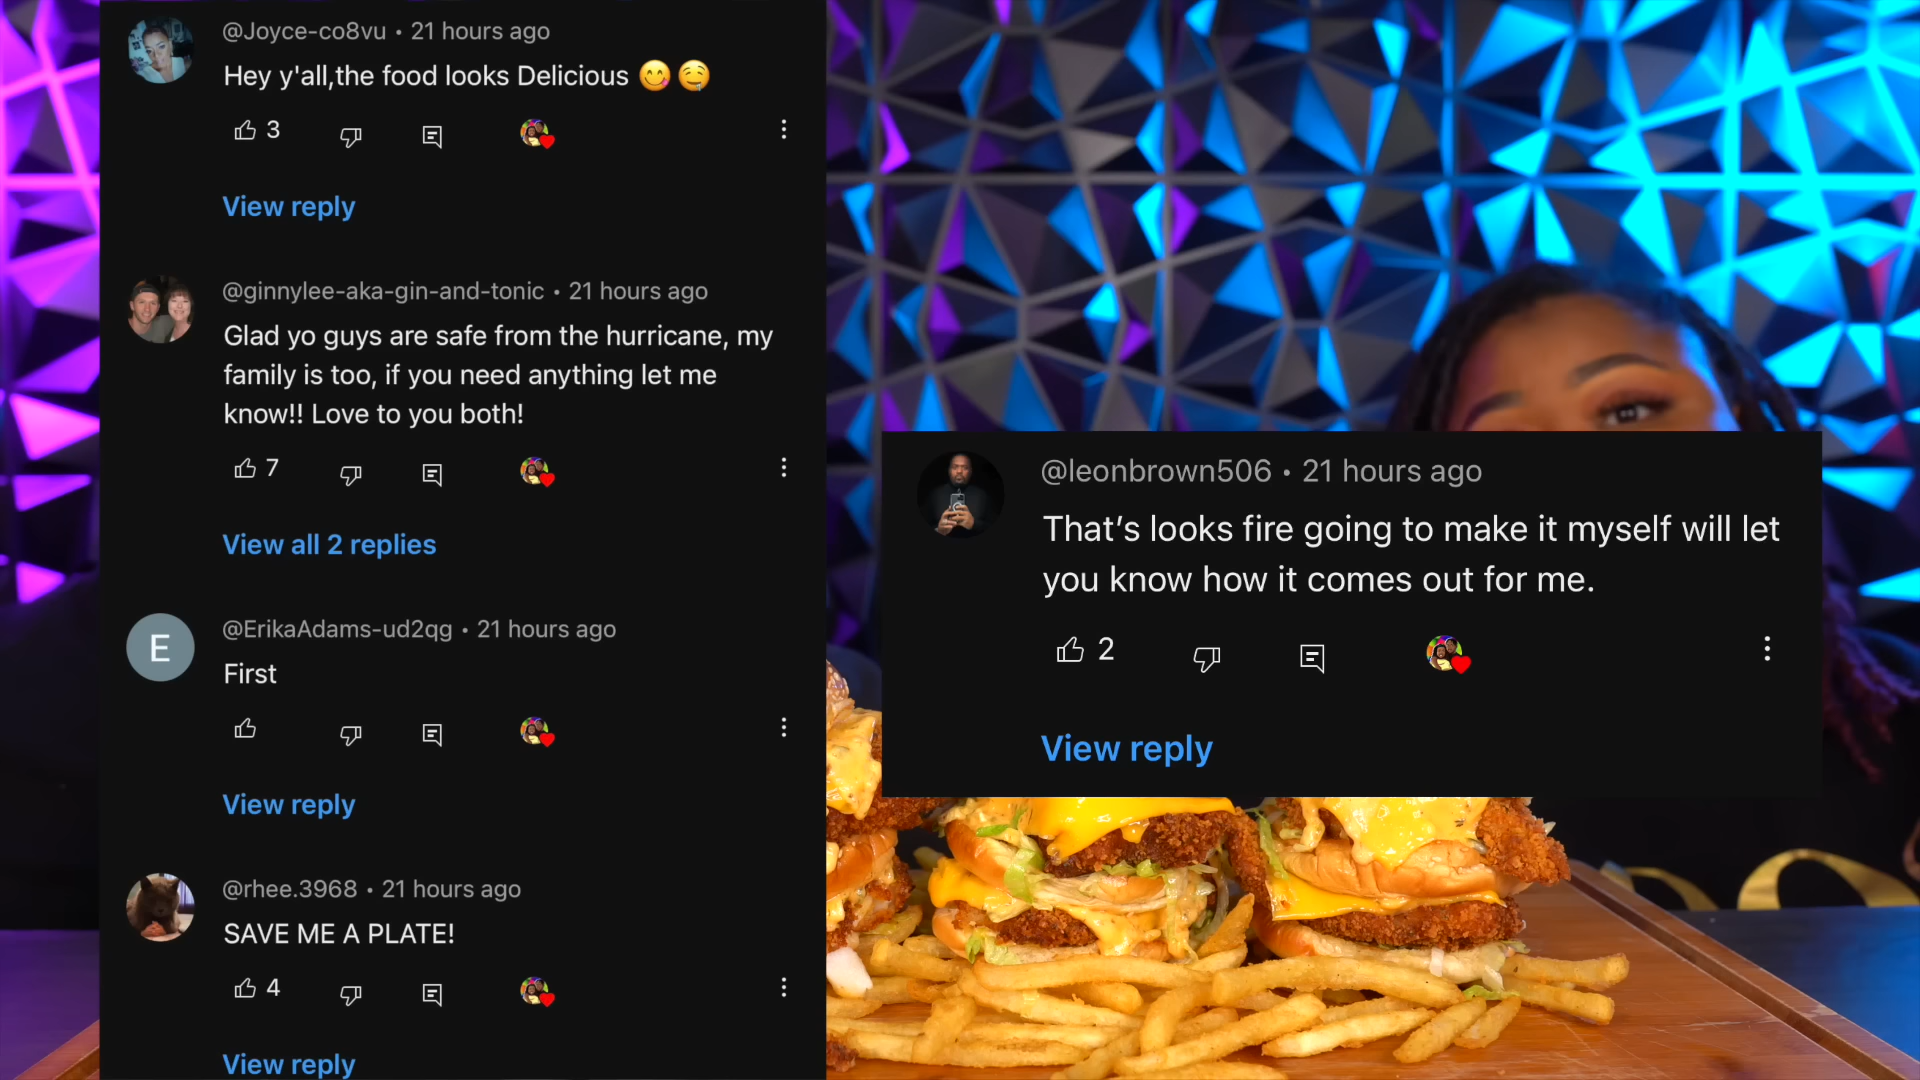 @Joyce-co8vu • 21 hours ago
Hey y'all,the food looks Delicious 😋 🤤
3
View reply
@ginnylee-aka-gin-and-tonic • 21 hours ago
Glad yo guys are safe from the hurricane, my
family is too, if you need anything let me
know!! Love to you both!
7
View all 2 replies
E
@ErikaAdams-ud2qg • 21 hours ago
First
View reply
@rhee.3968 • 21 hours ago
SAVE ME A PLATE!
4
View reply
@leonbrown506 • 21 hours ago
That’s looks fire going to make it myself will let
you know how it comes out for me.
2
View reply